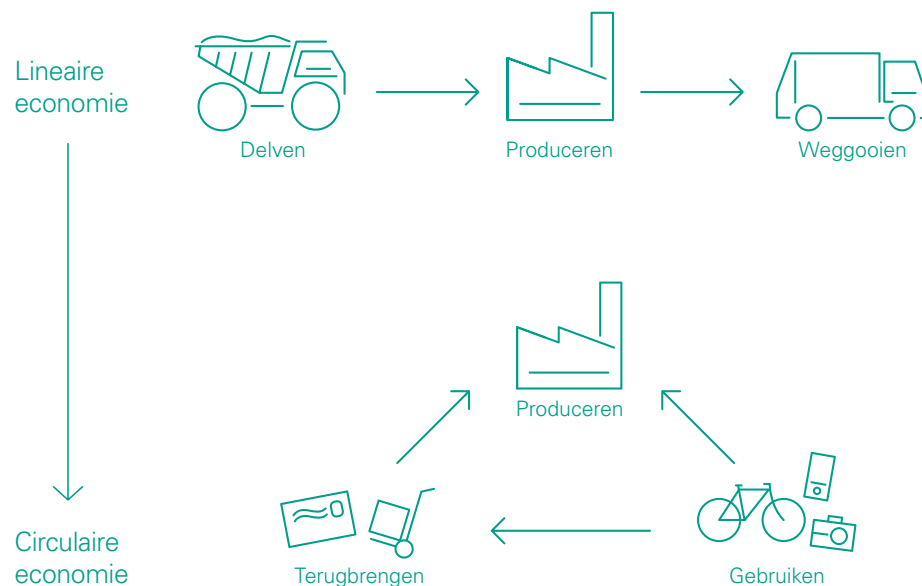 Lineaire
economie
Delven
Produceren
Weggooien
Produceren
Circulaire
economie
Terugbrengen
Gebruiken